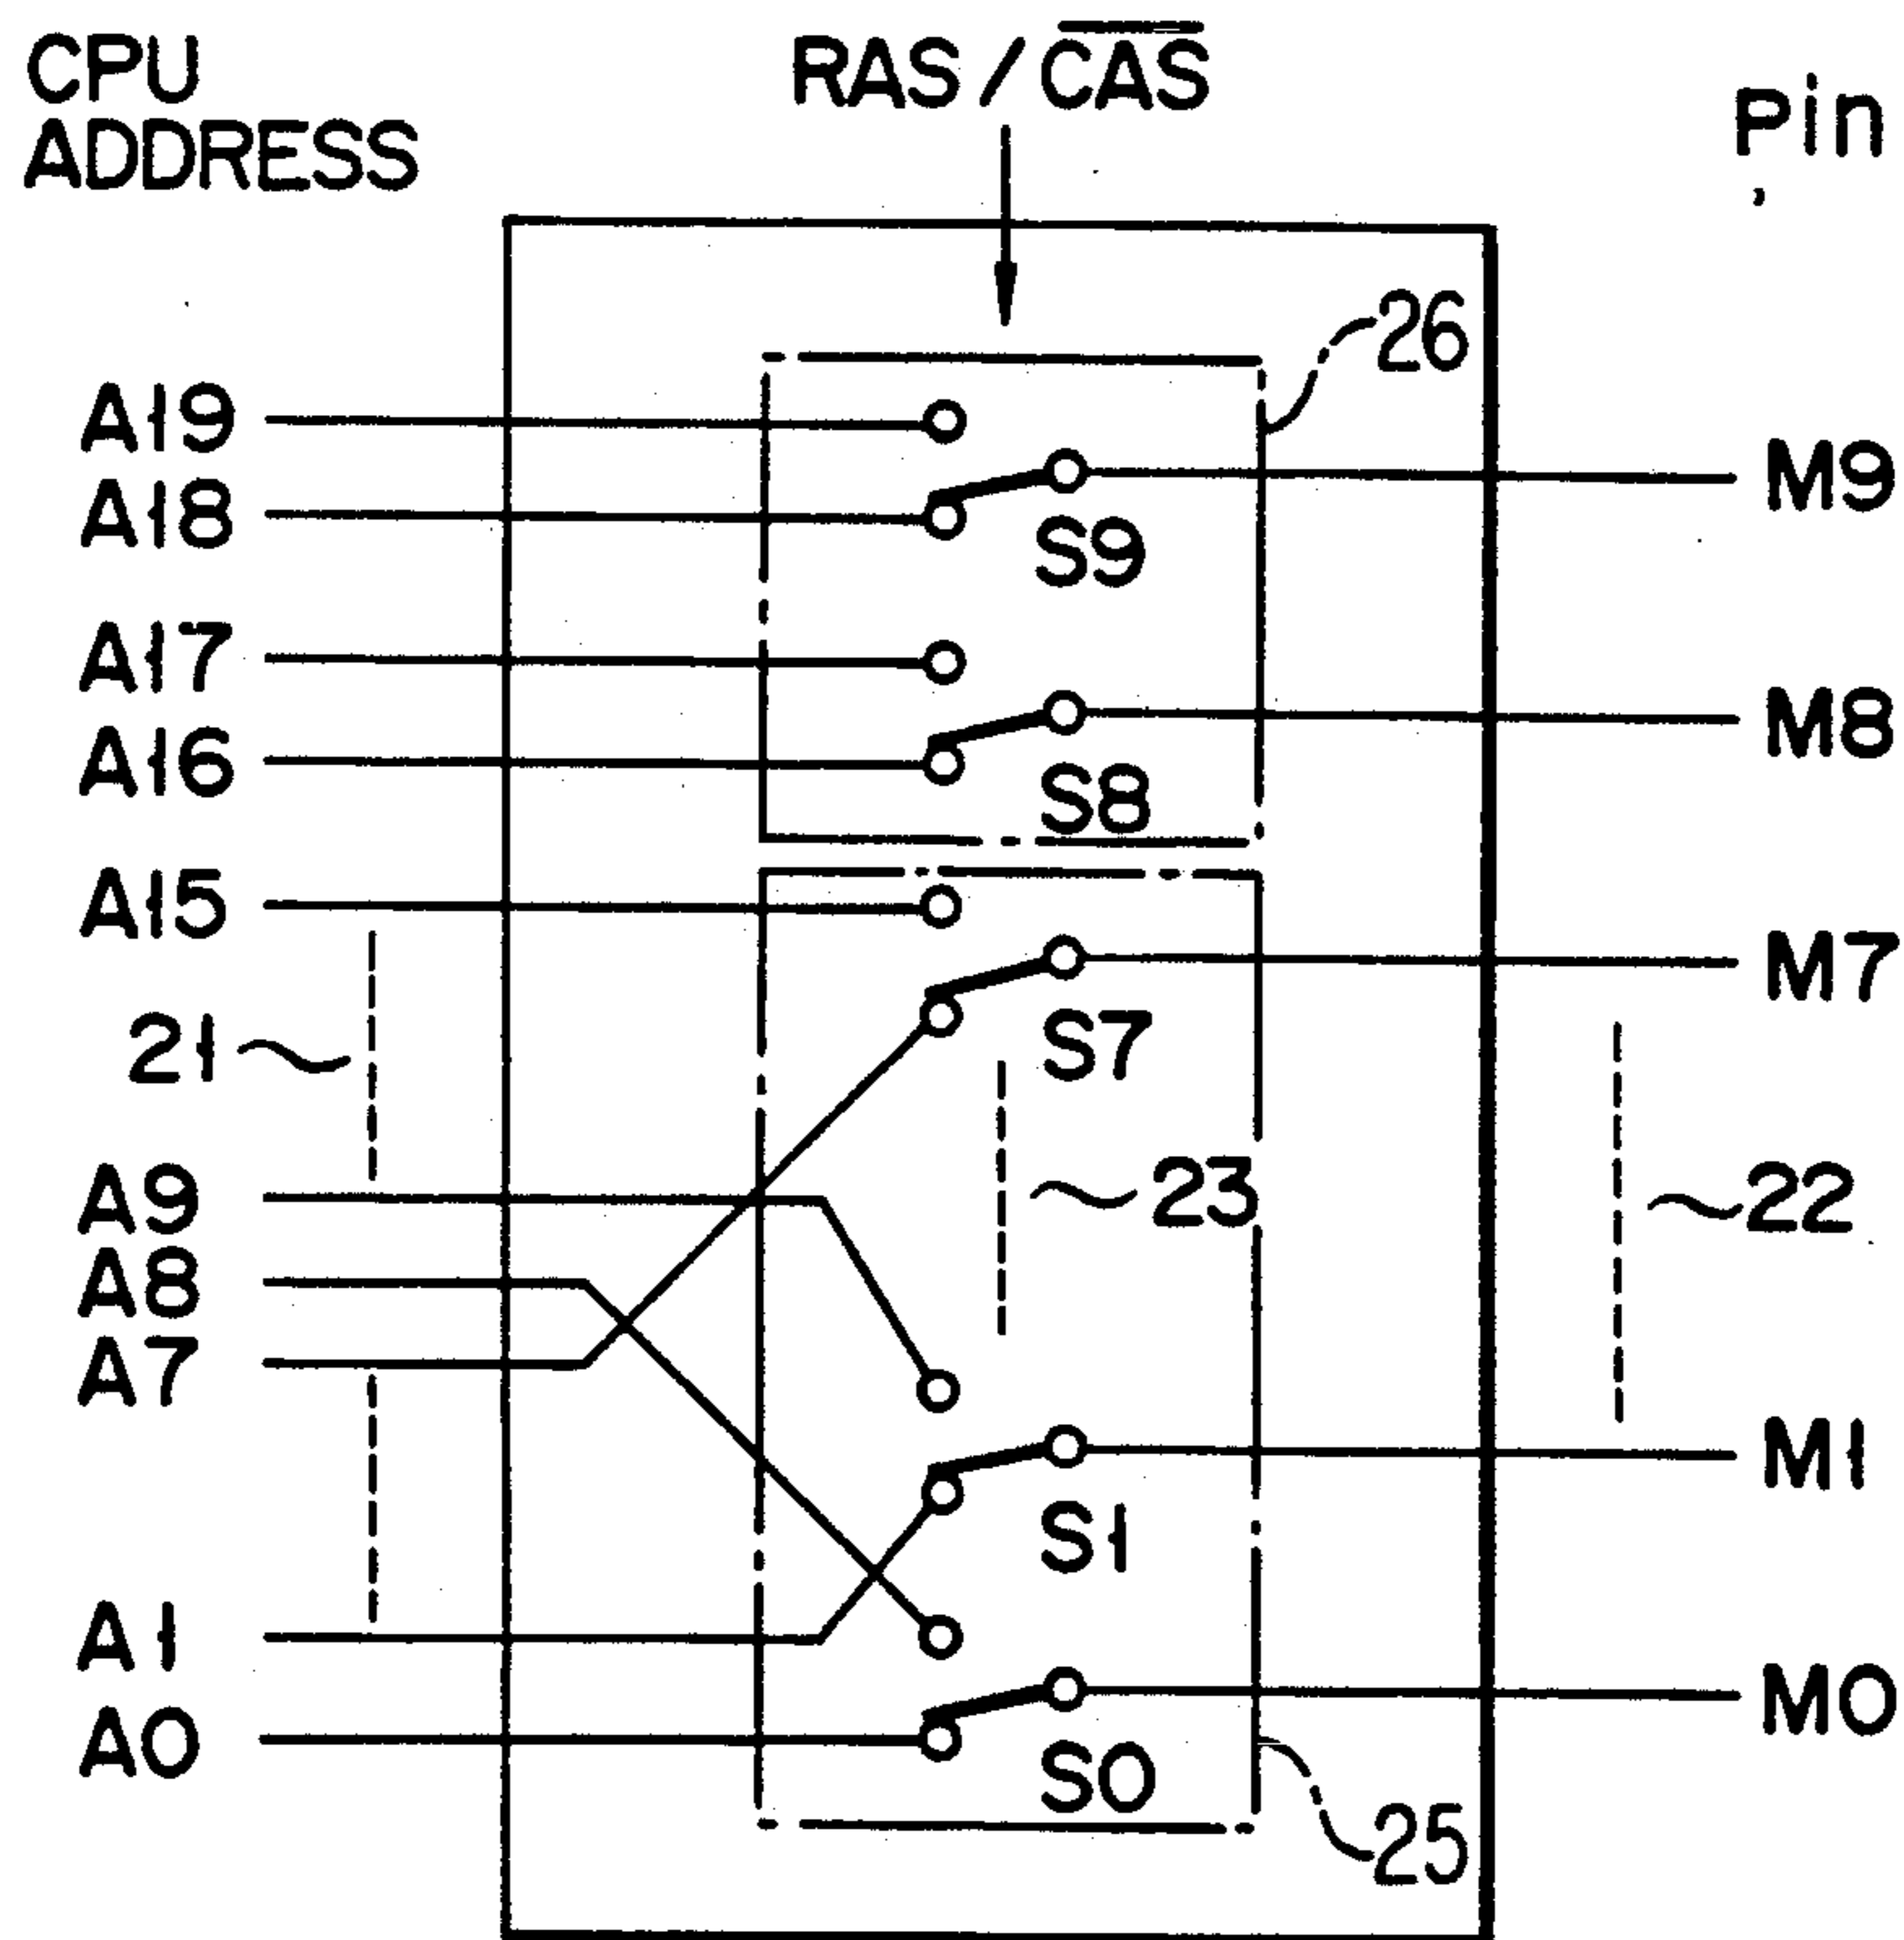 CPU
ADDRESS
RAS/C̅A̅S̅
Pin
26
A19
M9
A18
S9
A17
M8
A16
S8
A15
M7
21
S7
A9
23
22
A8
A7
M1
S1
A1
M0
A0
S0
25